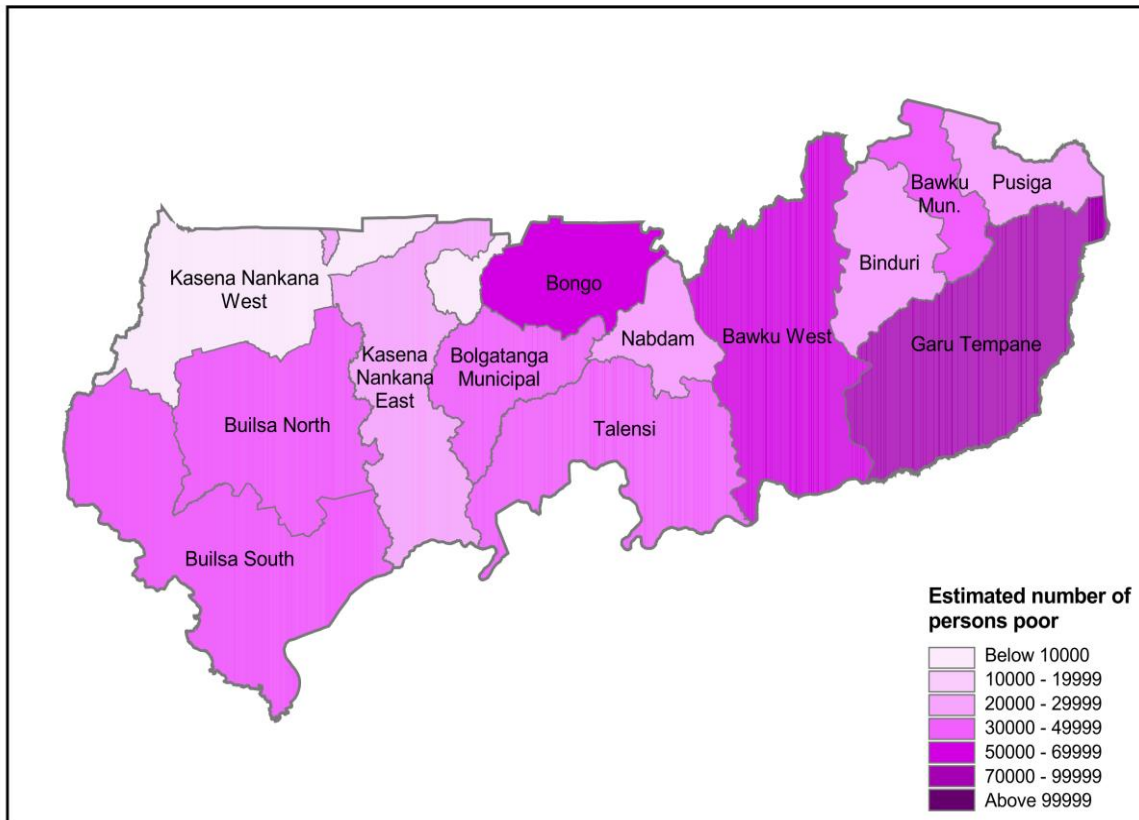 Bawku
Mun.
Pusiga
Binduri
Kasena Nankana
West
Bongo
Nabdam
Bawku West
Garu Tempane
Kasena
Nankana
East
Bolgatanga
Municipal
Builsa North
Talensi
Builsa South
Estimated number of
persons poor
Below 10000
10000 - 19999
20000 - 29999
30000 - 49999
50000 - 69999
70000 - 99999
Above 99999